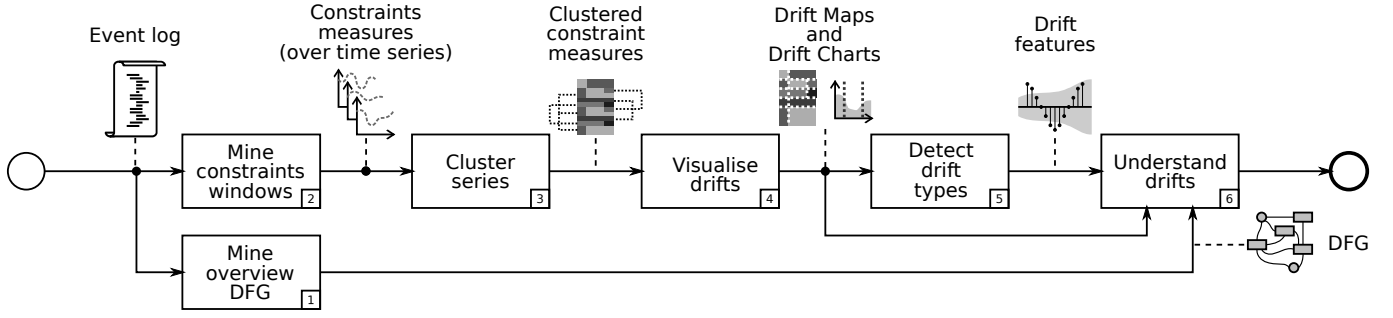 Event log
Constraints
measures
(over time series)
Clustered
constraint
measures
Drift Maps
and
Drift Charts
Drift
features
Mine
constraints
windows
2
Cluster
series
3
Visualise
drifts
4
Detect
drift
types
5
Understand
drifts
6
Mine
overview
DFG
1
DFG